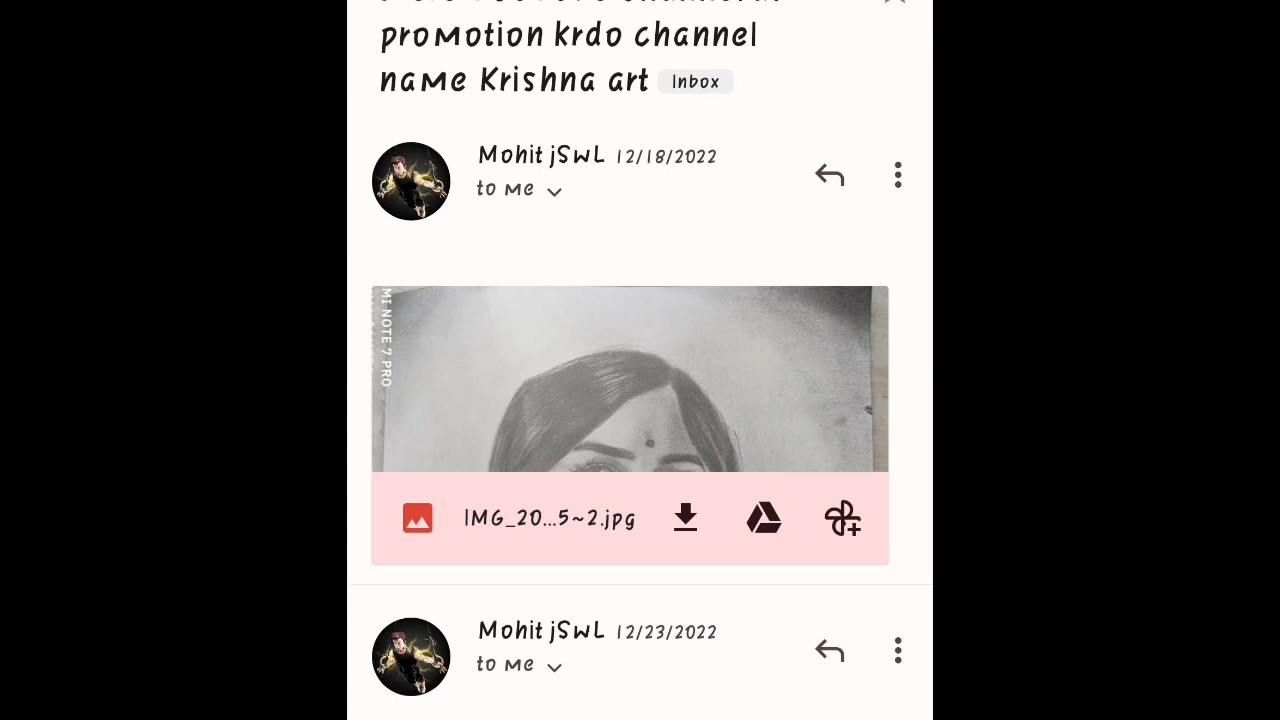 promotion krdo channel
name Krishna art Inbox
Mohit jSwL 12/18/2022
to me
MI NOTE 7 PRO
IMG_20...5~2.jpg
Mohit jSwL 12/23/2022
to me